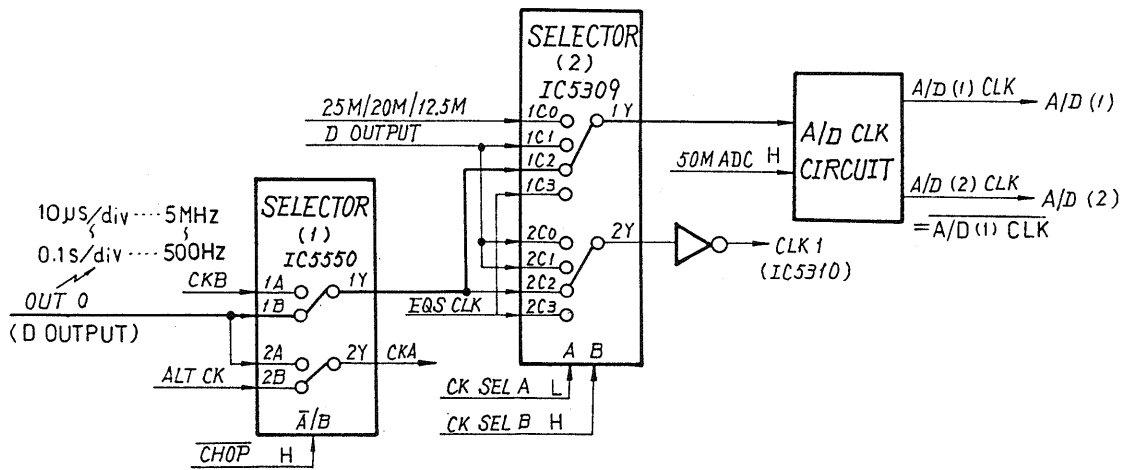 SELECTOR
(2)
IC5309
25M/20M/12.5M
D OUTPUT
1C0
1C1
1C2
1C3
1Y
2C0
2C1
2C2
2C3
2Y
A B
CK SEL A L
CK SEL B H
EQS CLK
50M ADC H
A/D CLK
CIRCUIT
A/D (1) CLK
A/D (1)
A/D (2) CLK
A/D (2)
= A̅/̅D̅ ̅(̅1̅)̅ ̅C̅L̅K̅
CLK 1
(IC5310)
SELECTOR
(1)
IC5550
10µs/div ···· 5MHz
0.1s/div ···· 500Hz
CKB
OUT 0
(D OUTPUT)
ALT CK
1A
1B
1Y
2A
2B
2Y
CKA
A̅/B
C̅H̅O̅P̅ H